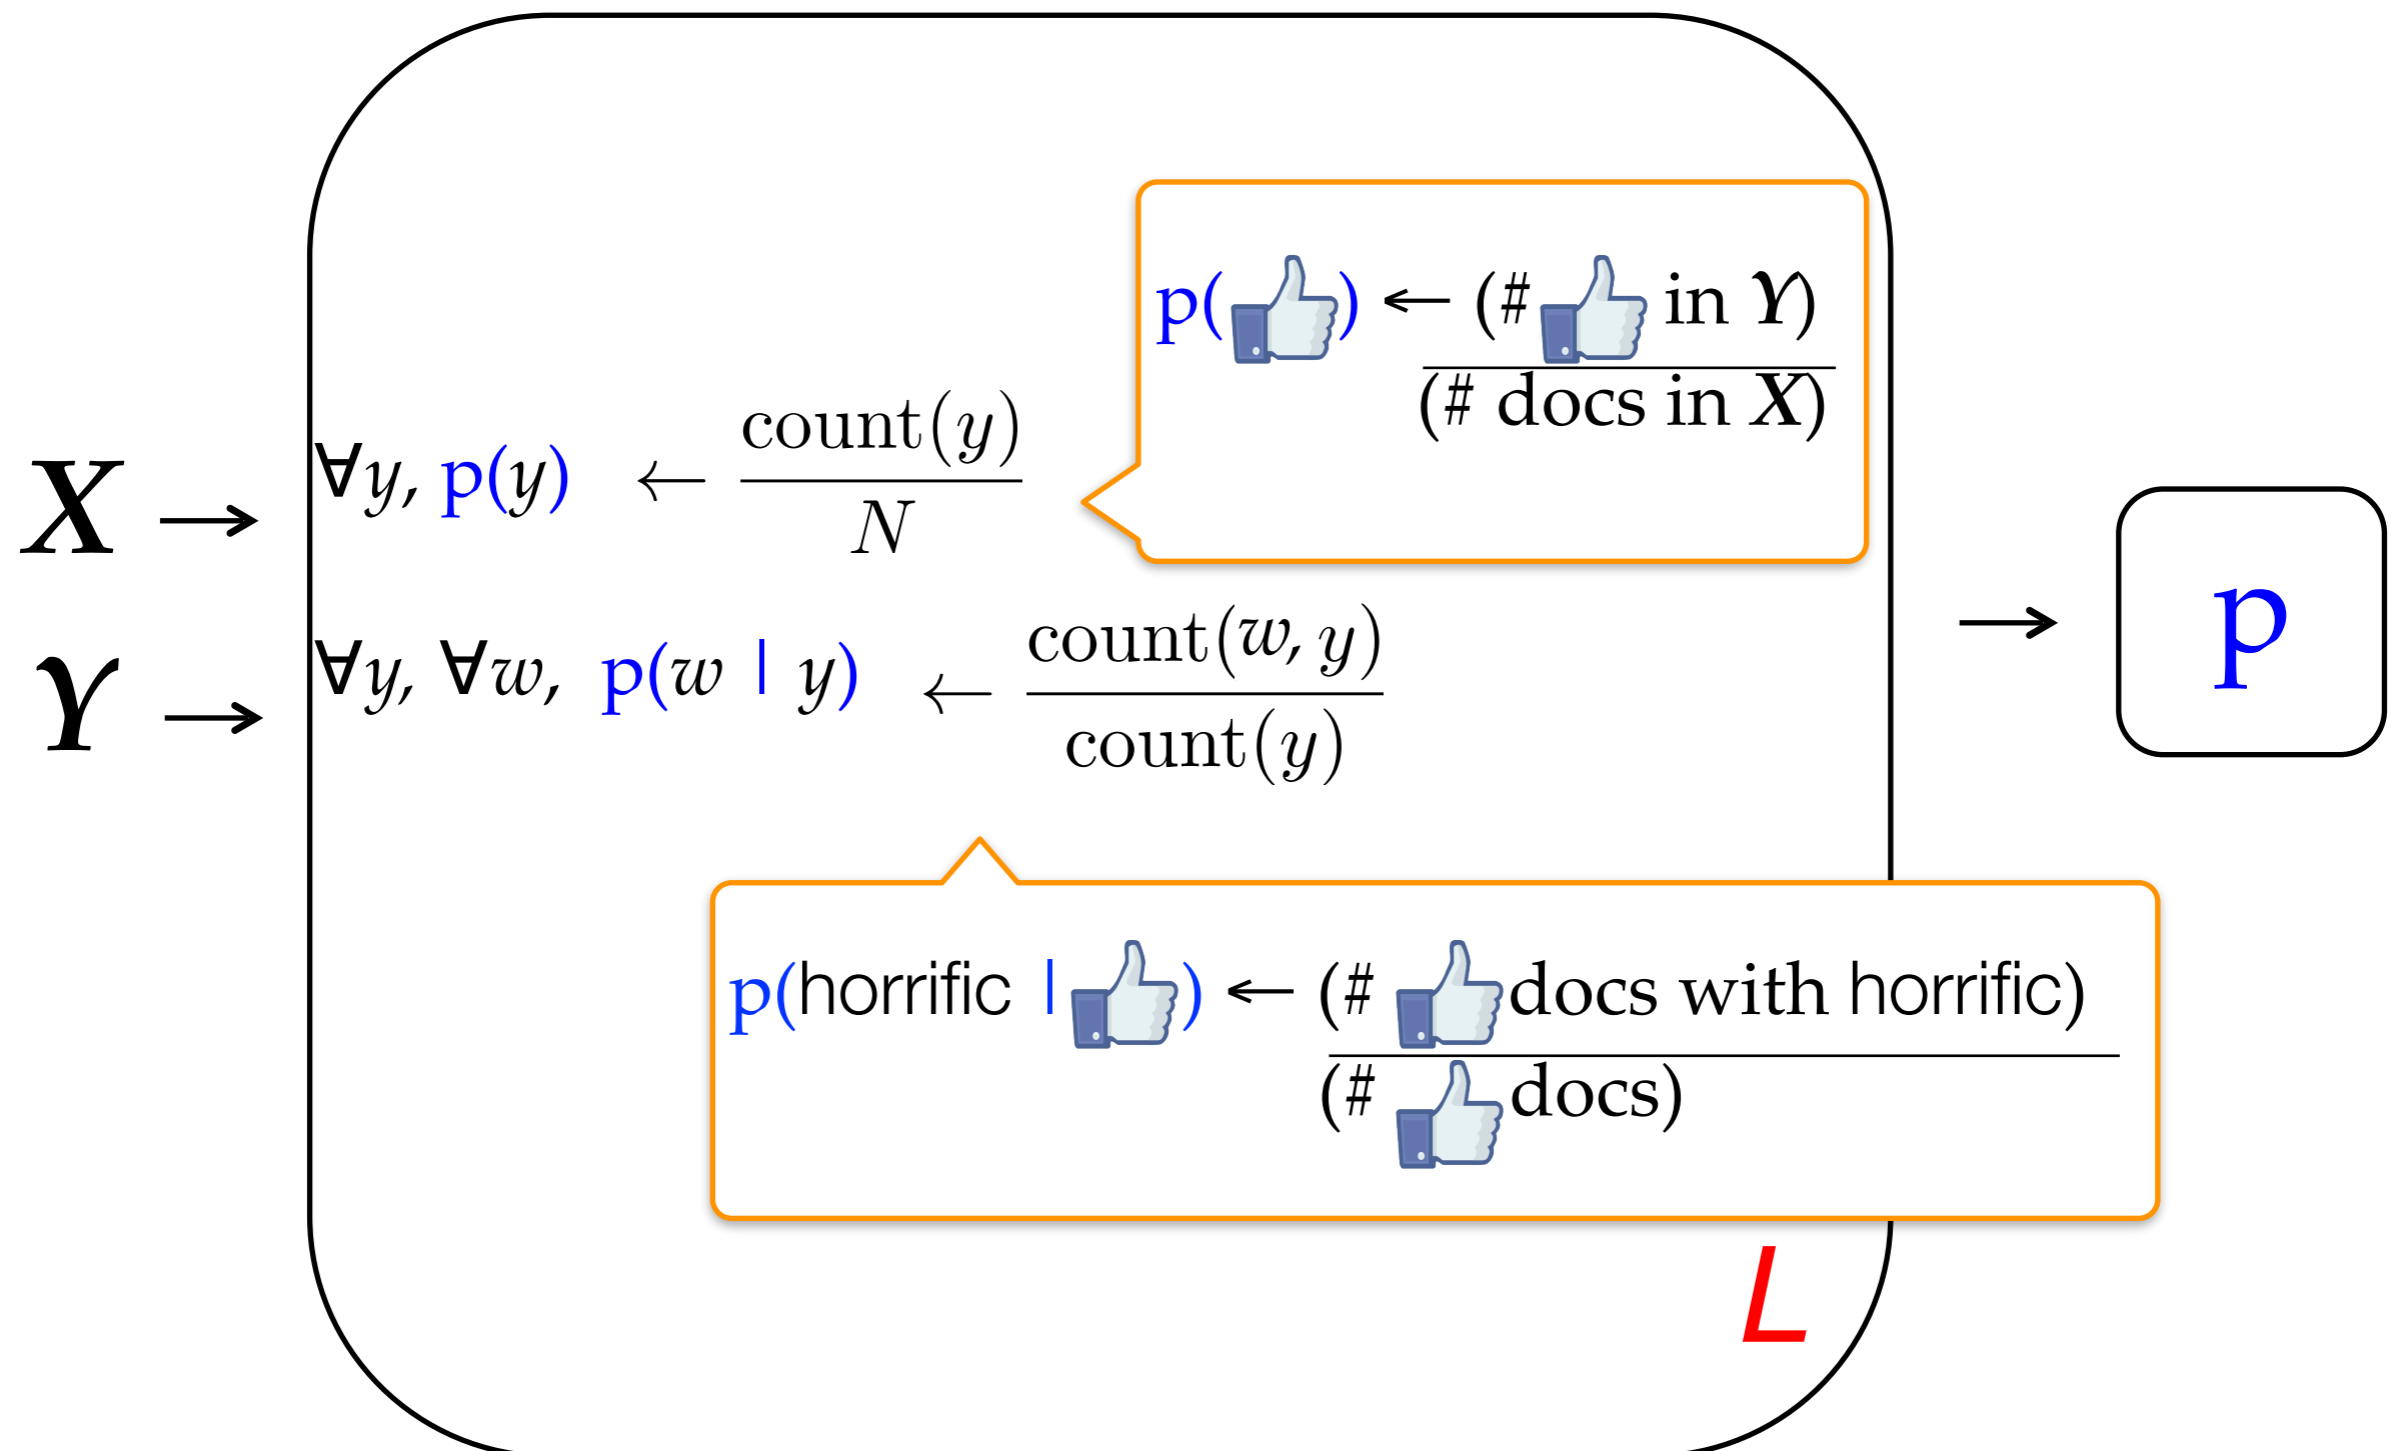 X →
Y →
∀y, p(y) ← count(y) / N
p(👍) ← (# 👍 in Y)
(# docs in X)
∀y, ∀w, p(w | y) ← count(w, y) / count(y)
→ p
p(horrific | 👍) ← (# 👍 docs with horrific)
(# 👍 docs)
L